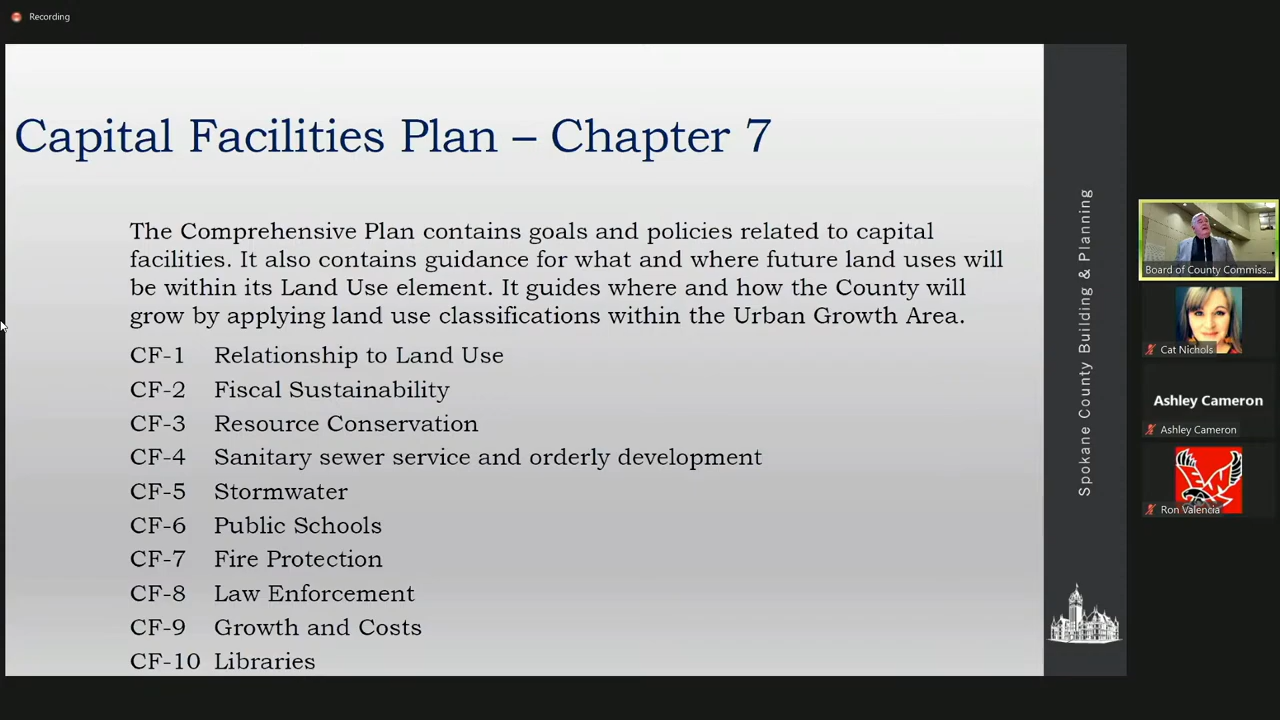 Recording
Capital Facilities Plan – Chapter 7
The Comprehensive Plan contains goals and policies related to capital
facilities. It also contains guidance for what and where future land uses will
be within its Land Use element. It guides where and how the County will
grow by applying land use classifications within the Urban Growth Area.
CF-1 Relationship to Land Use
CF-2 Fiscal Sustainability
CF-3 Resource Conservation
CF-4 Sanitary sewer service and orderly development
CF-5 Stormwater
CF-6 Public Schools
CF-7 Fire Protection
CF-8 Law Enforcement
CF-9 Growth and Costs
CF-10 Libraries
Spokane County Building & Planning
Board of County Commiss...
Cat Nichols
Ashley Cameron
Ashley Cameron
Ron Valencia